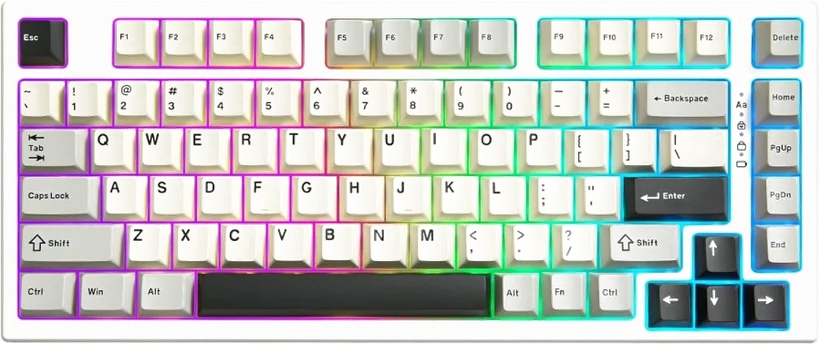 Esc F1 F2 F3 F4 F5 F6 F7 F8 F9 F10 F11 F12 Delete
~ ! @ # $ % ^ & * ( ) _ +
\ 1 2 3 4 5 6 7 8 9 0 - = ← Backspace Home
Aa
Tab Q W E R T Y U I O P { [ } ] | \ PgUp
Caps Lock A S D F G H J K L : ; " ' Enter PgDn
Shift Z X C V B N M < , > . ? / Shift End
Ctrl Win Alt Alt Fn Ctrl